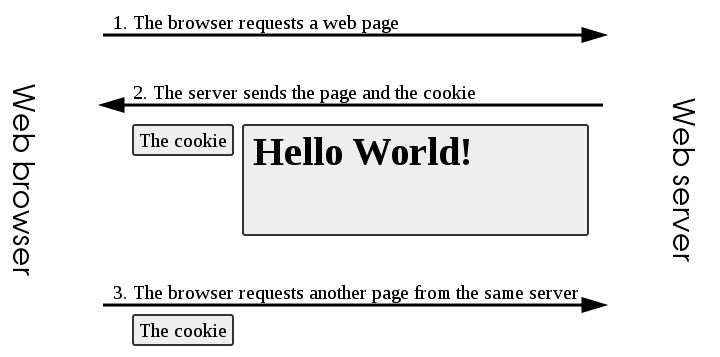 1. The browser requests a web page
2. The server sends the page and the cookie
The cookie
Hello World!
Web browser
Web server
3. The browser requests another page from the same server
The cookie